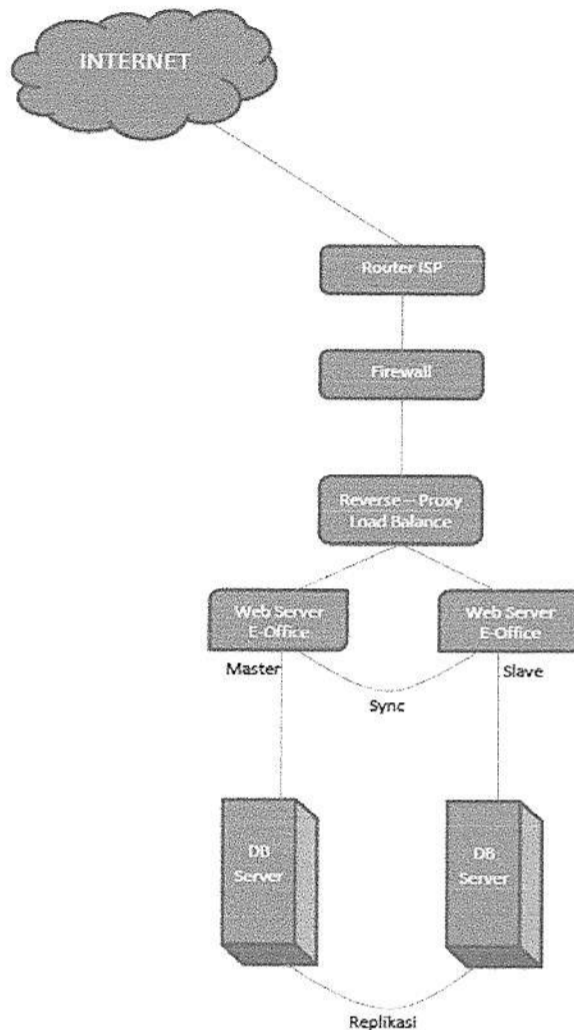 INTERNET
Router ISP
Firewall
Reverse – Proxy
Load Balance
Web Server
E-Office
Web Server
E-Office
Master
Slave
Sync
DB
Server
DB
Server
Replikasi